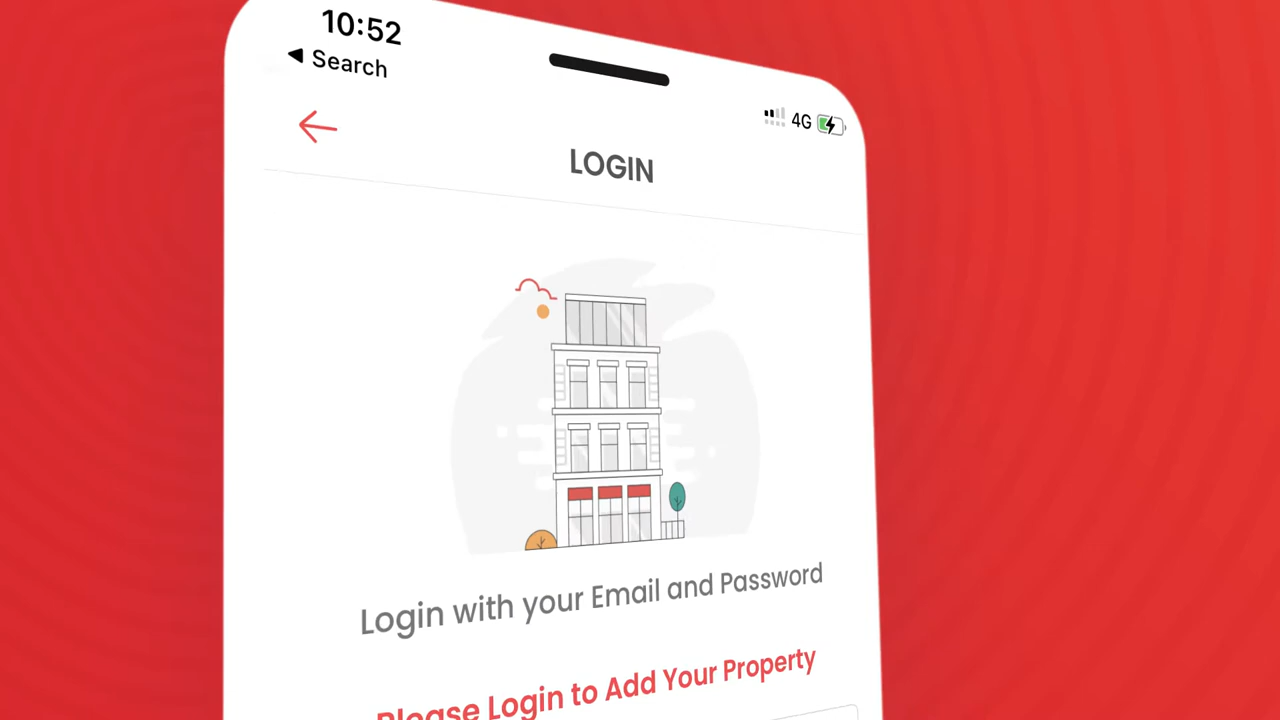 10:52
◀ Search
4G
LOGIN
Login with your Email and Password
Please Login to Add Your Property